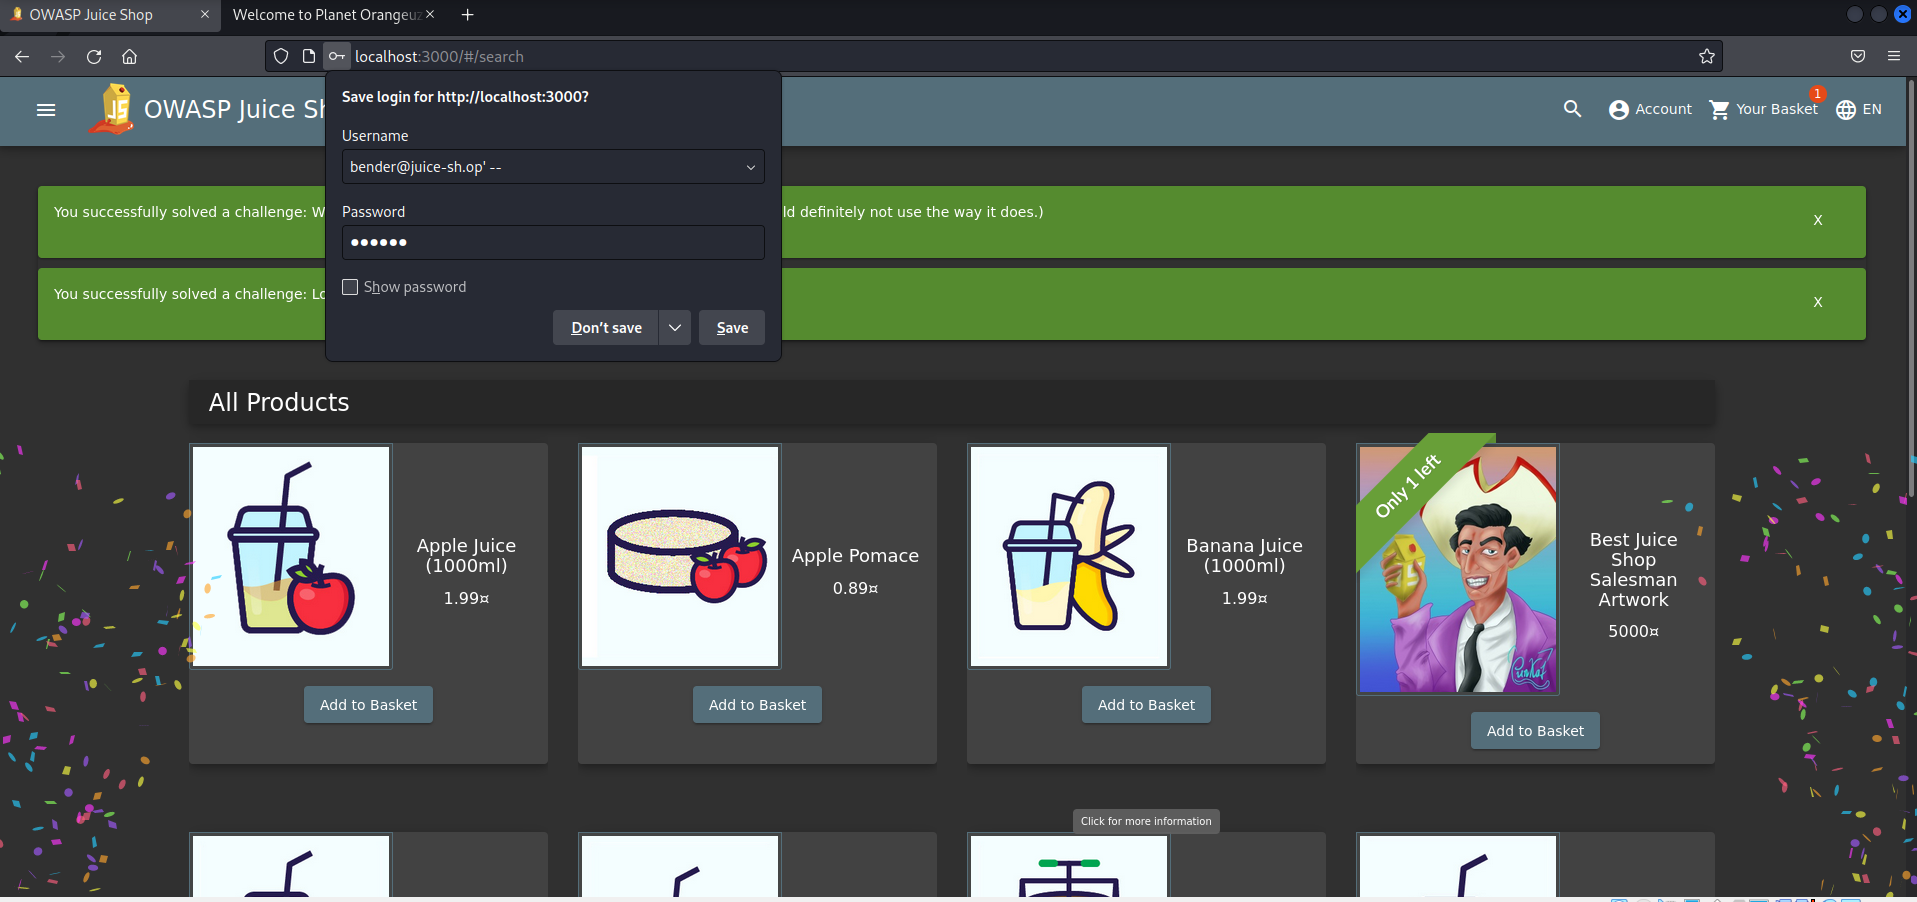 OWASP Juice Shop
Welcome to Planet Orangeuz
localhost:3000/#/search
OWASP Juice Sh
Account
Your Basket
1
EN
Save login for http://localhost:3000?
Username
bender@juice-sh.op' --
Password
Show password
Don't save
Save
You successfully solved a challenge: W
ld definitely not use the way it does.)
X
You successfully solved a challenge: Lo
X
All Products
Apple Juice
(1000ml)
1.99¤
Add to Basket
Apple Pomace
0.89¤
Add to Basket
Banana Juice
(1000ml)
1.99¤
Add to Basket
Only 1 left
Best Juice
Shop
Salesman
Artwork
5000¤
Add to Basket
Click for more information